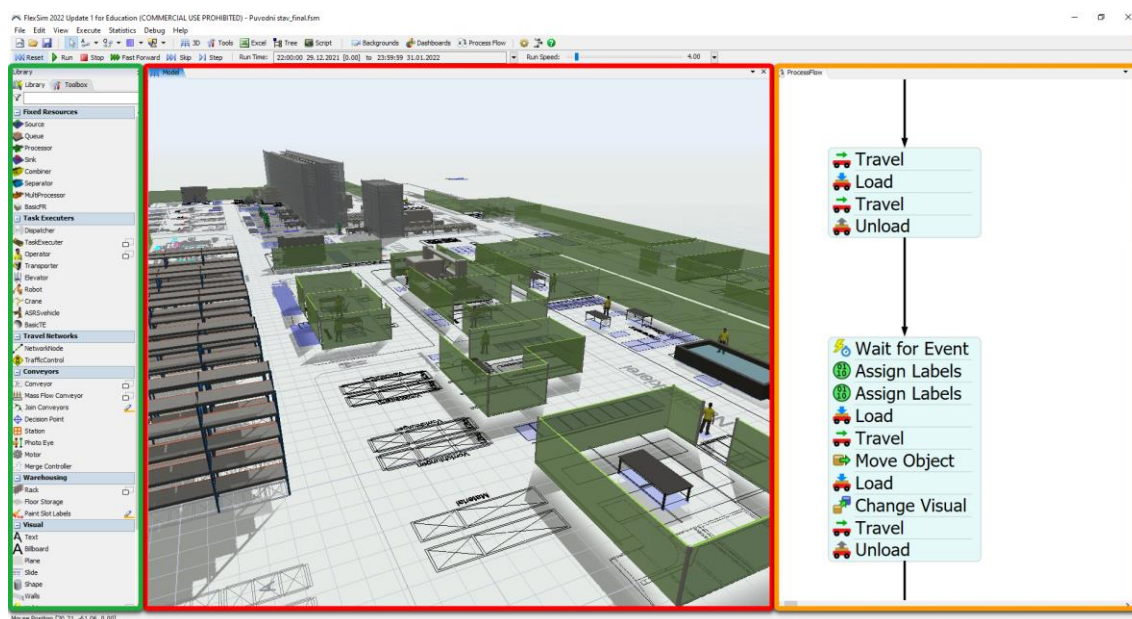 FlexSim 2022 Update 1 for Education (COMMERCIAL USE PROHIBITED) - Puvodni stav_final.fsm
File Edit View Execute Statistics Debug Help
3D Tools Excel Tree Script Backgrounds Dashboards Process Flow
Reset Run Stop Fast Forward Skip Step Run Time: 22:00:00 29.12.2021 [0.00] to 23:59:59 31.01.2022 Run Speed: 4.00
Library
Library Toolbox
Fixed Resources
Source
Queue
Processor
Sink
Combiner
Separator
MultiProcessor
BasicFR
Task Executers
Dispatcher
TaskExecuter
Operator
Transporter
Elevator
Robot
Crane
ASRSvehicle
BasicTE
Travel Networks
NetworkNode
TrafficControl
Conveyors
Conveyor
Mass Flow Conveyor
Join Conveyors
Decision Point
Station
Photo Eye
Motor
Merge Controller
Warehousing
Rack
Floor Storage
Paint Slot Labels
Visual
Text
Billboard
Plane
Slide
Shape
Walls
Model
Material
Material
Vorrichtungen
ProcessFlow
Travel
Load
Travel
Unload
Wait for Event
Assign Labels
Assign Labels
Load
Travel
Move Object
Load
Change Visual
Travel
Unload